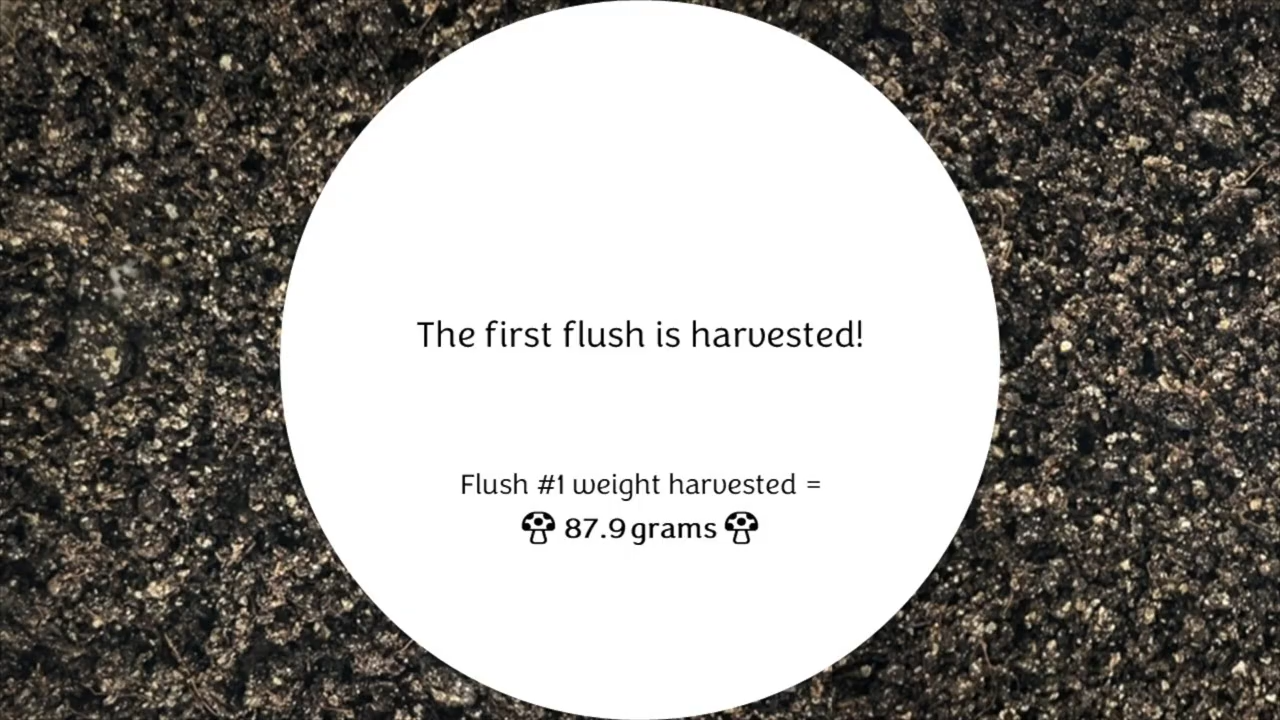 The first flush is harvested!
Flush #1 weight harvested =
🍄 87.9 grams 🍄